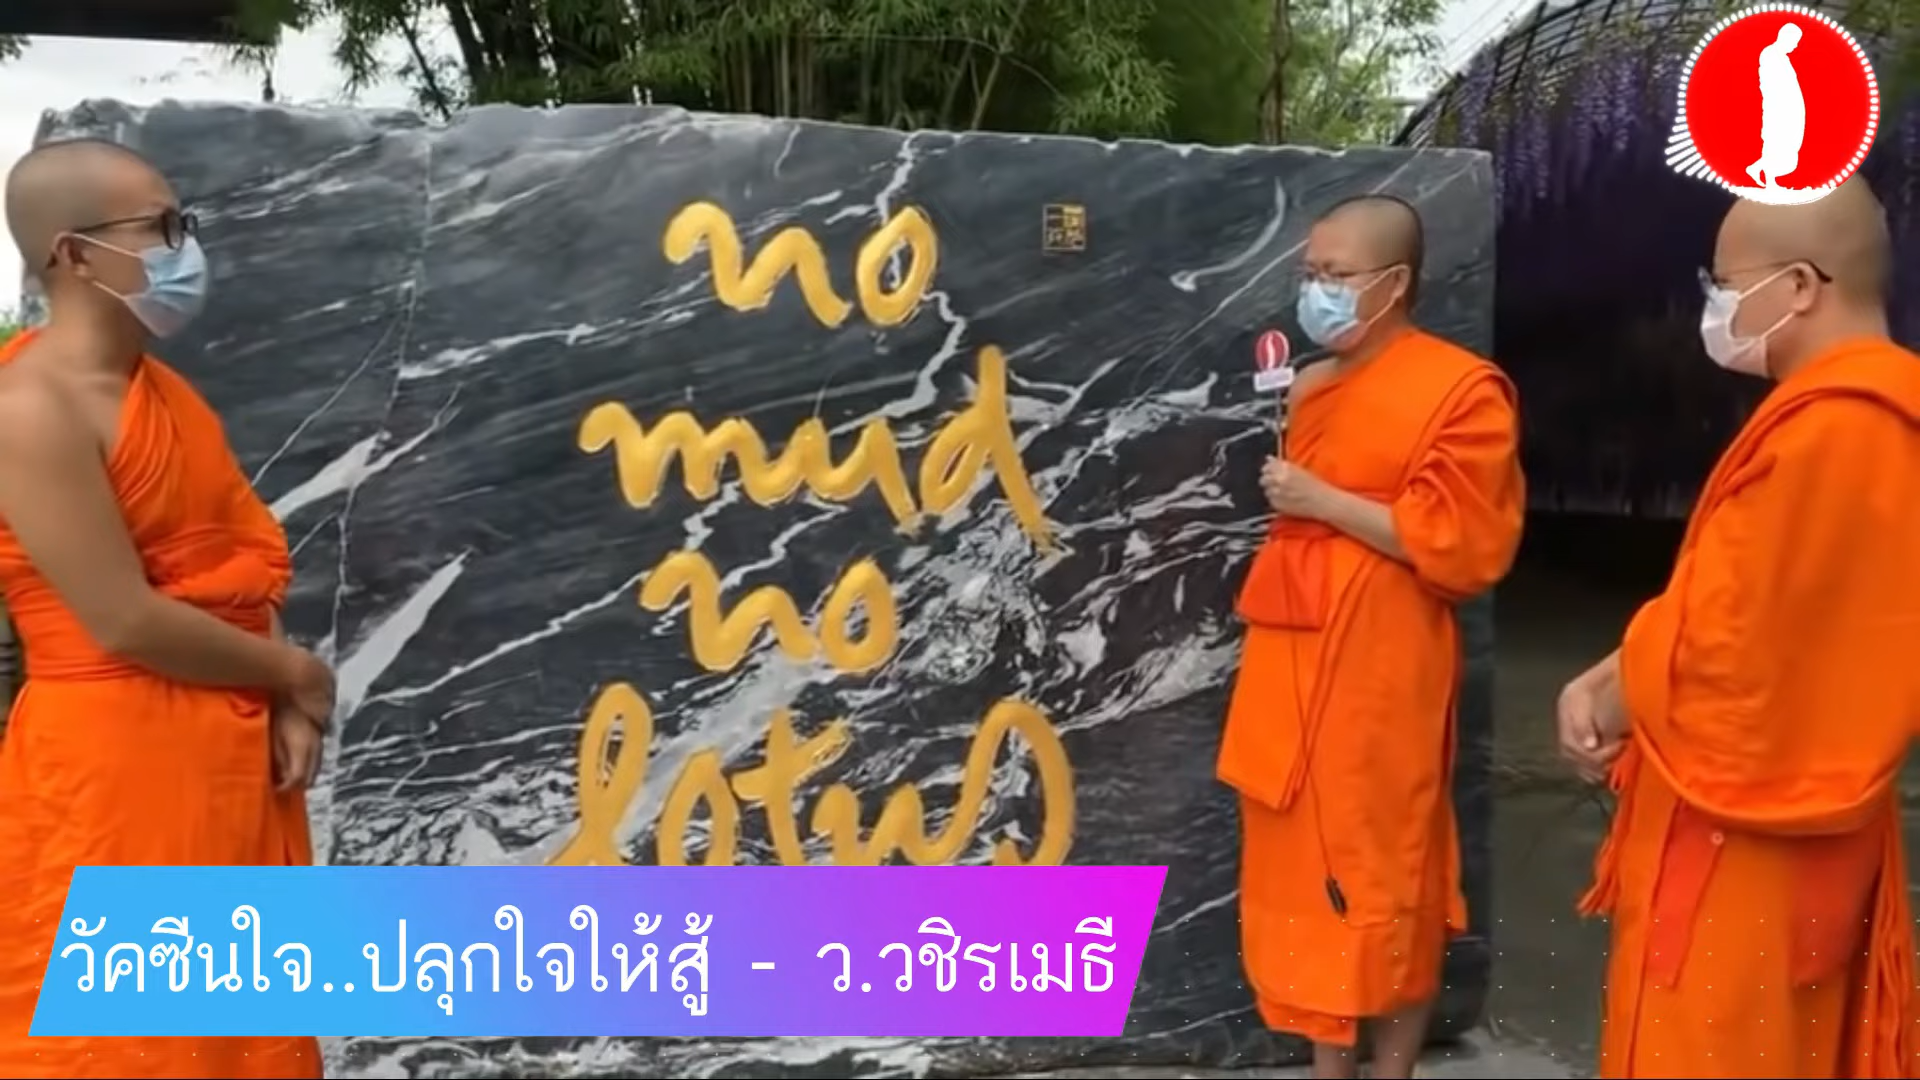 no
mud
no
lotus
วัคซีนใจ..ปลุกใจให้สู้ - ว.วชิรเมธี